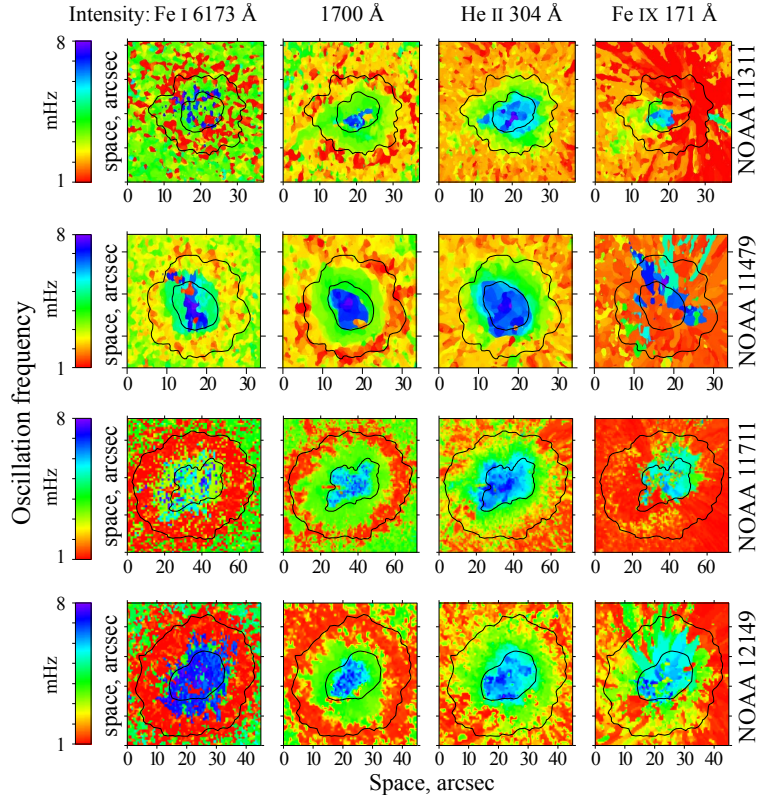 Intensity: Fe I 6173 Å 1700 Å He II 304 Å Fe IX 171 Å
Oscillation frequency
8
mHz
1
space, arcsec
0 10 20 30
0 10 20 30
0 10 20 30
0 10 20 30
NOAA 11311
8
mHz
1
space, arcsec
0 10 20 30
0 10 20 30
0 10 20 30
0 10 20 30
NOAA 11479
8
mHz
1
space, arcsec
0 20 40 60
0 20 40 60
0 20 40 60
0 20 40 60
NOAA 11711
8
mHz
1
space, arcsec
0 10 20 30 40
0 10 20 30 40
0 10 20 30 40
0 10 20 30 40
NOAA 12149
Space, arcsec